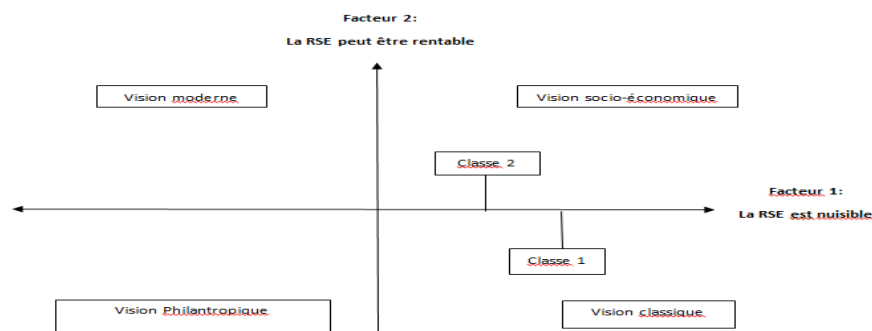 Facteur 2:
La RSE peut être rentable
Vision moderne
Vision socio-économique
Classe 2
Facteur 1:
La RSE est nuisible
Classe 1
Vision Philantropique
Vision classique